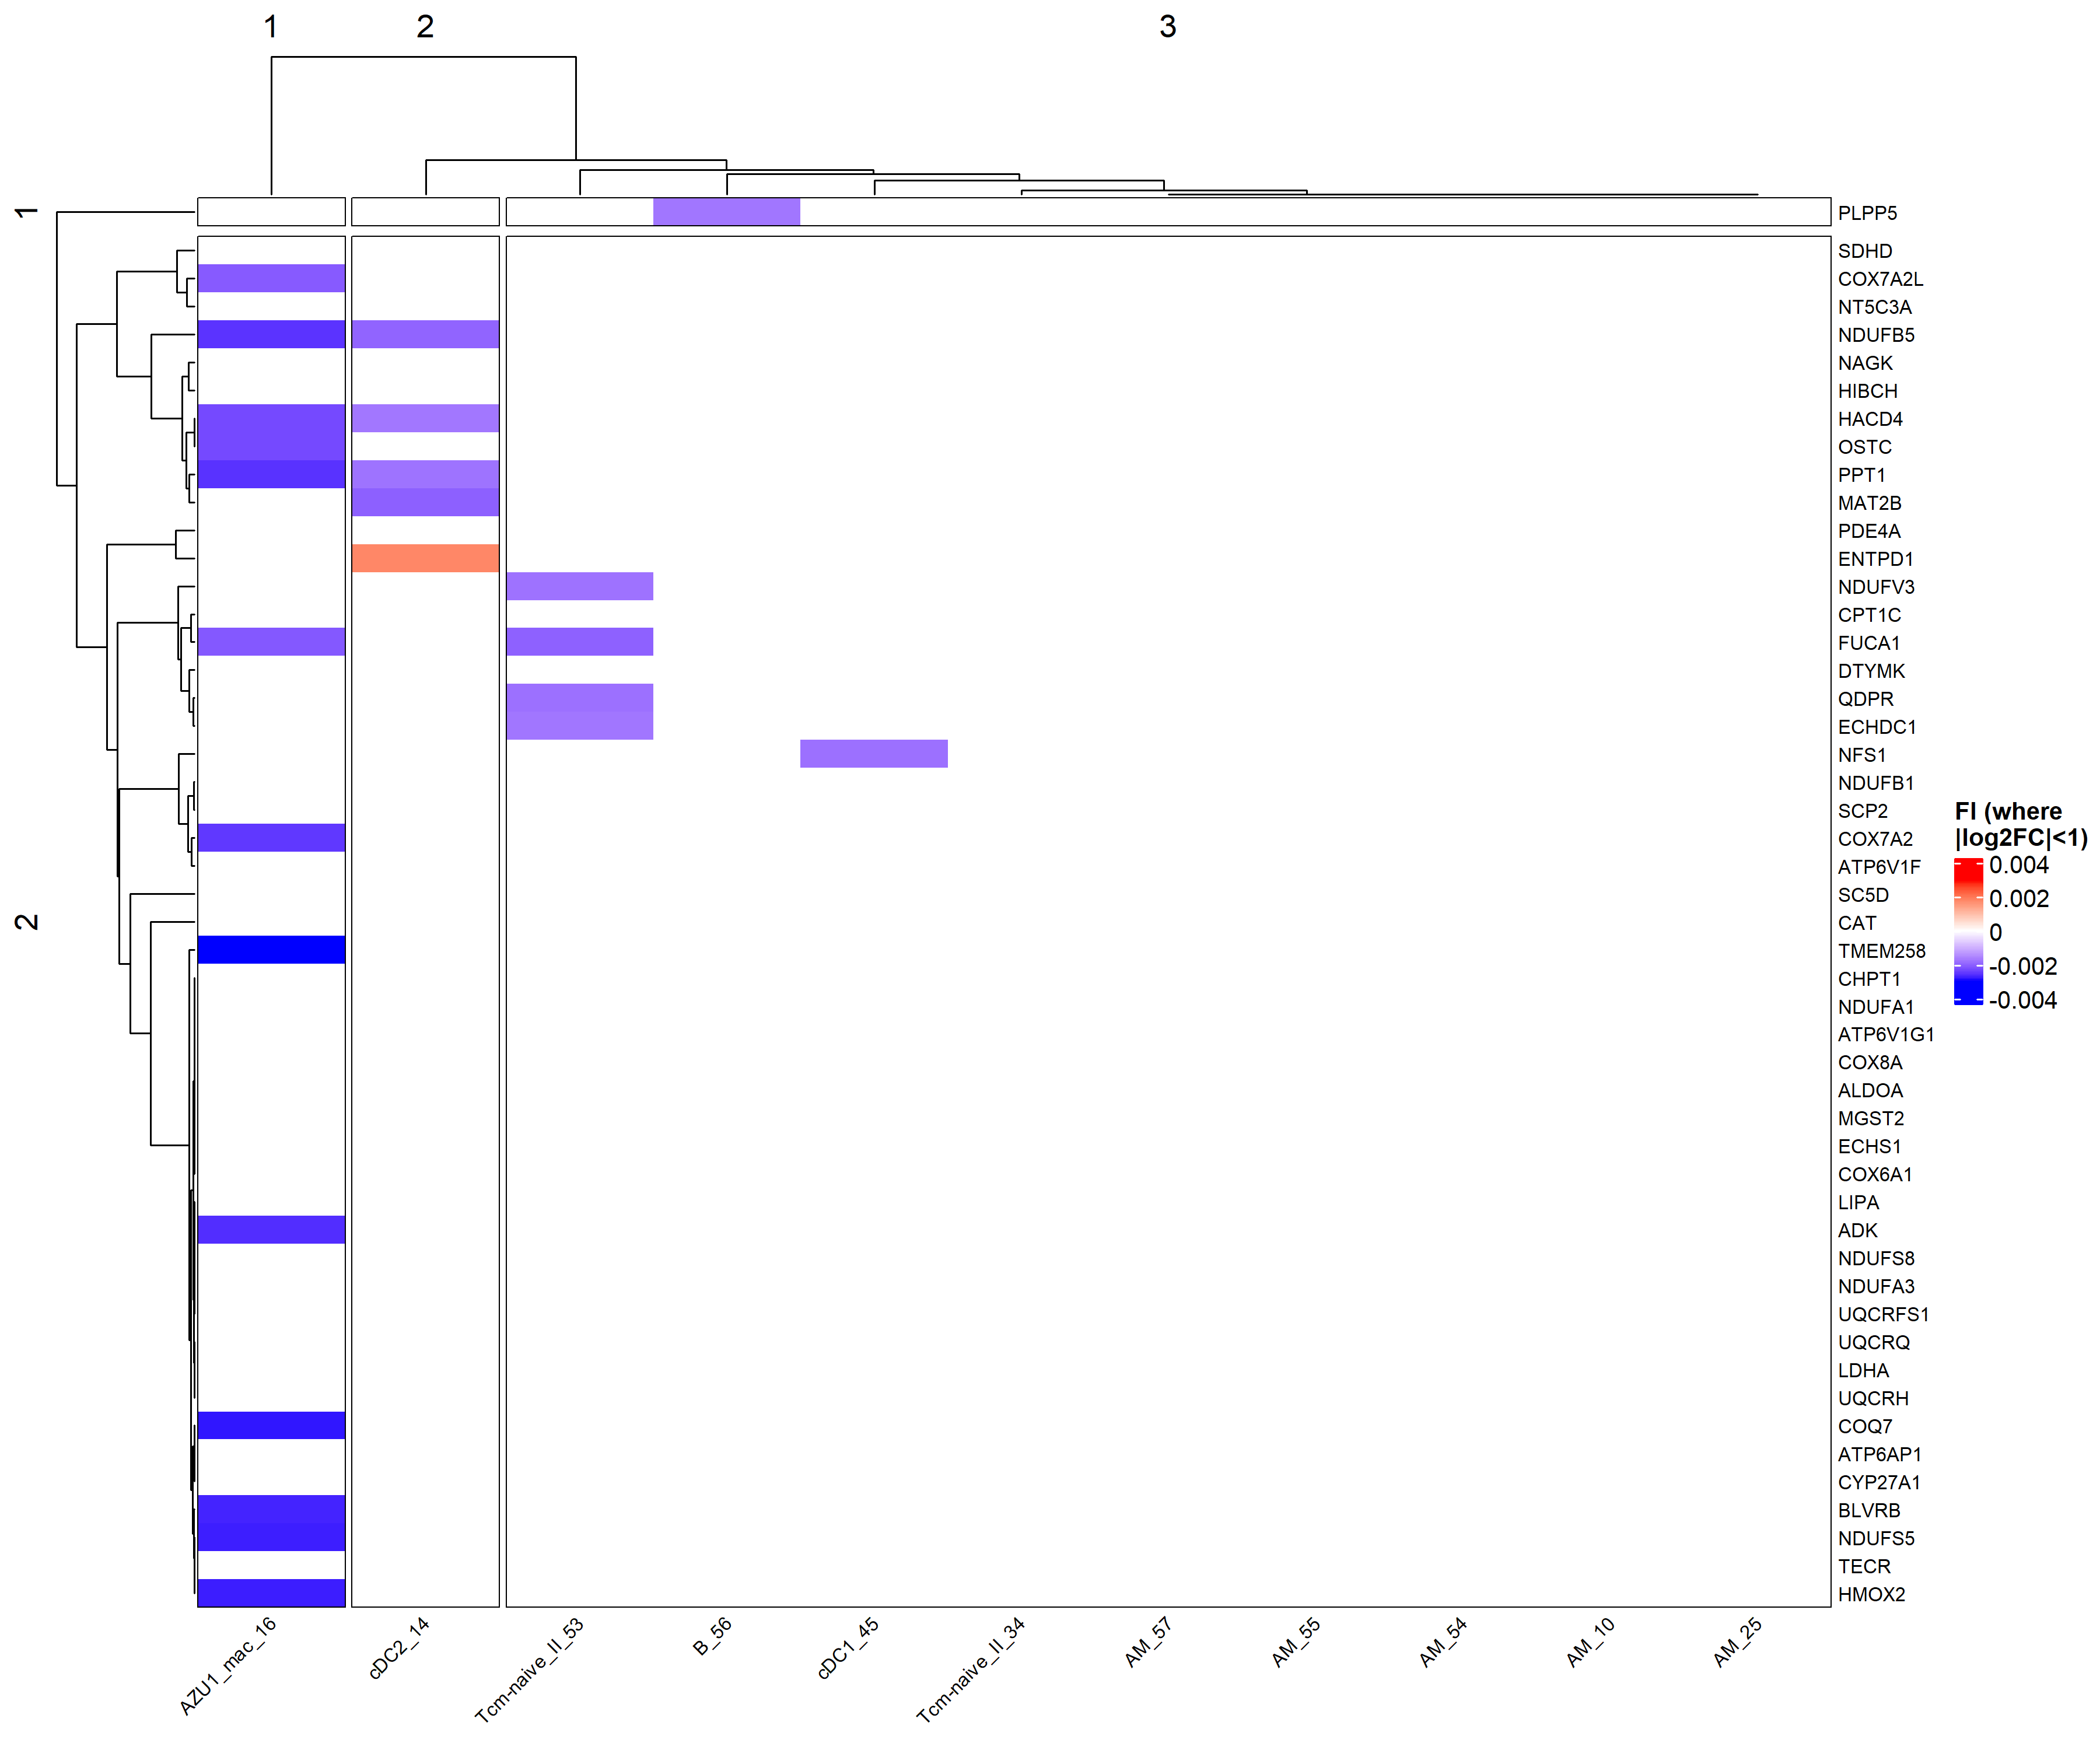 1
2
3
1
PLPP5
SDHD
COX7A2L
NT5C3A
NDUFB5
NAGK
HIBCH
HACD4
OSTC
PPT1
MAT2B
PDE4A
ENTPD1
NDUFV3
CPT1C
FUCA1
DTYMK
QDPR
ECHDC1
NFS1
NDUFB1
SCP2
COX7A2
ATP6V1F
SC5D
CAT
TMEM258
CHPT1
NDUFA1
ATP6V1G1
COX8A
ALDOA
MGST2
ECHS1
COX6A1
LIPA
ADK
NDUFS8
NDUFA3
UQCRFS1
UQCRQ
LDHA
UQCRH
COQ7
ATP6AP1
CYP27A1
BLVRB
NDUFS5
TECR
HMOX2
2
FI (where
|log2FC|<1)
0.004
0.002
0
-0.002
-0.004
AZU1_mac_16
cDC2_14
Tcm-naive_II_53
B_56
cDC1_45
Tcm-naive_II_34
AM_57
AM_55
AM_54
AM_10
AM_25